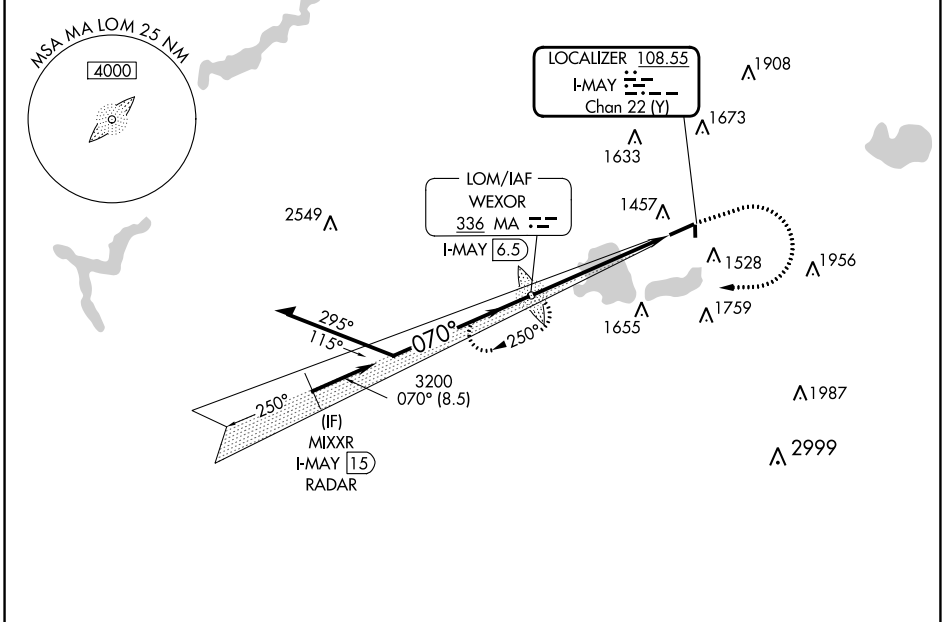 MSA MA LOM 25 NM
4000
LOCALIZER 108.55
I-MAY
Chan 22 (Y)
1908
1673
1633
LOM/IAF
WEXOR
336 MA
I-MAY 6.5
2549
1457
1528
1956
1655
1759
295°
115°
070°
250°
3200
070° (8.5)
250°
(IF)
MIXXR
I-MAY 15
RADAR
1987
2999